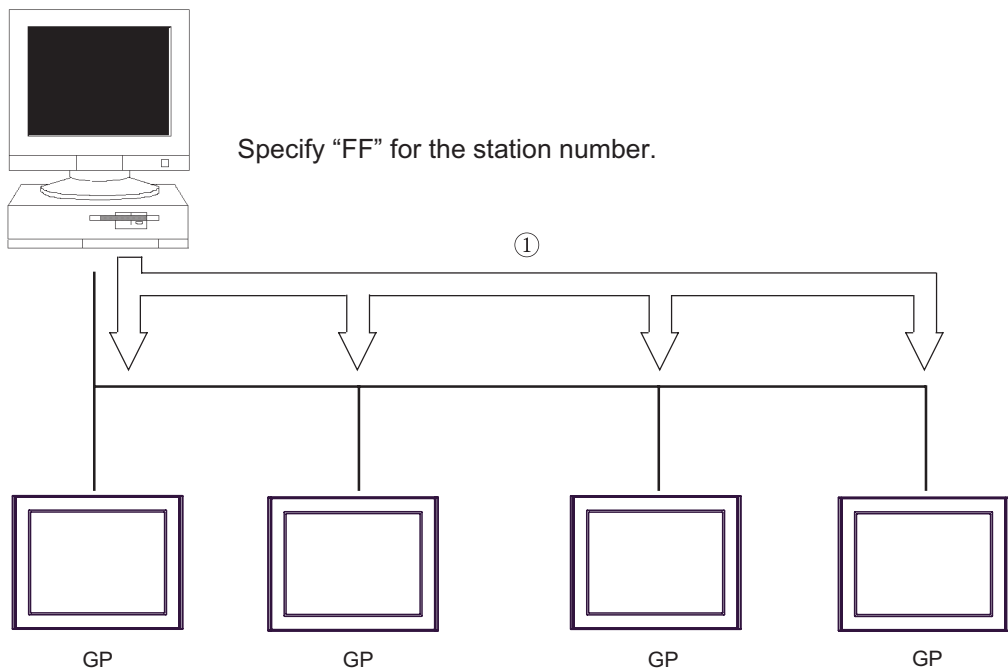 Specify “FF” for the station number.
①
GP GP GP GP